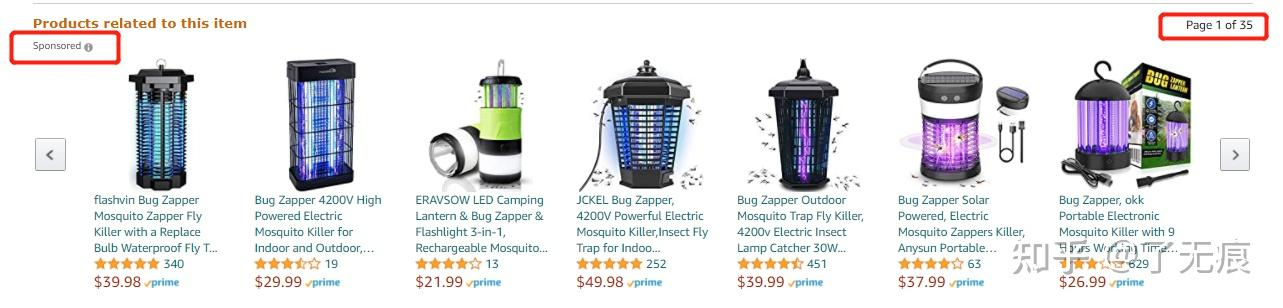 Products related to this item
Page 1 of 35
Sponsored
BUG ZAPPER
LANTERN
flashvin Bug Zapper
Mosquito Zapper Fly
Killer with a Replace
Bulb Waterproof Fly T...
340
$39.98 prime
Bug Zapper 4200V High
Powered Electric
Mosquito Killer for
Indoor and Outdoor,...
19
$29.99 prime
ERAVSOW LED Camping
Lantern & Bug Zapper &
Flashlight 3-in-1,
Rechargeable Mosquito...
13
$21.99 prime
JCKEL Bug Zapper,
4200V Powerful Electric
Mosquito Killer,Insect Fly
Trap for Indoo...
252
$49.98 prime
Bug Zapper Outdoor
Mosquito Trap Fly Killer,
4200v Electric Insect
Lamp Catcher 30W...
451
$39.99 prime
Bug Zapper Solar
Powered, Electric
Mosquito Zappers Killer,
Anysun Portable...
63
$37.99 prime
Bug Zapper, okk
Portable Electronic
Mosquito Killer with 9
Hours Working Time...
629
$26.99 prime
知乎 @了无痕